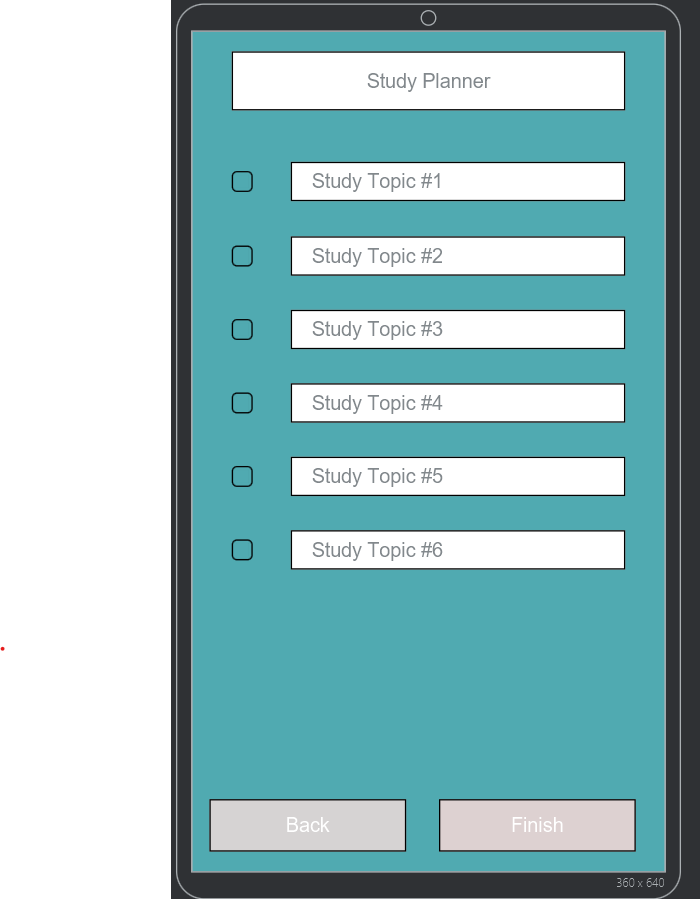 Study Planner
Study Topic #1
Study Topic #2
Study Topic #3
Study Topic #4
Study Topic #5
Study Topic #6
Back
Finish
360 x 640